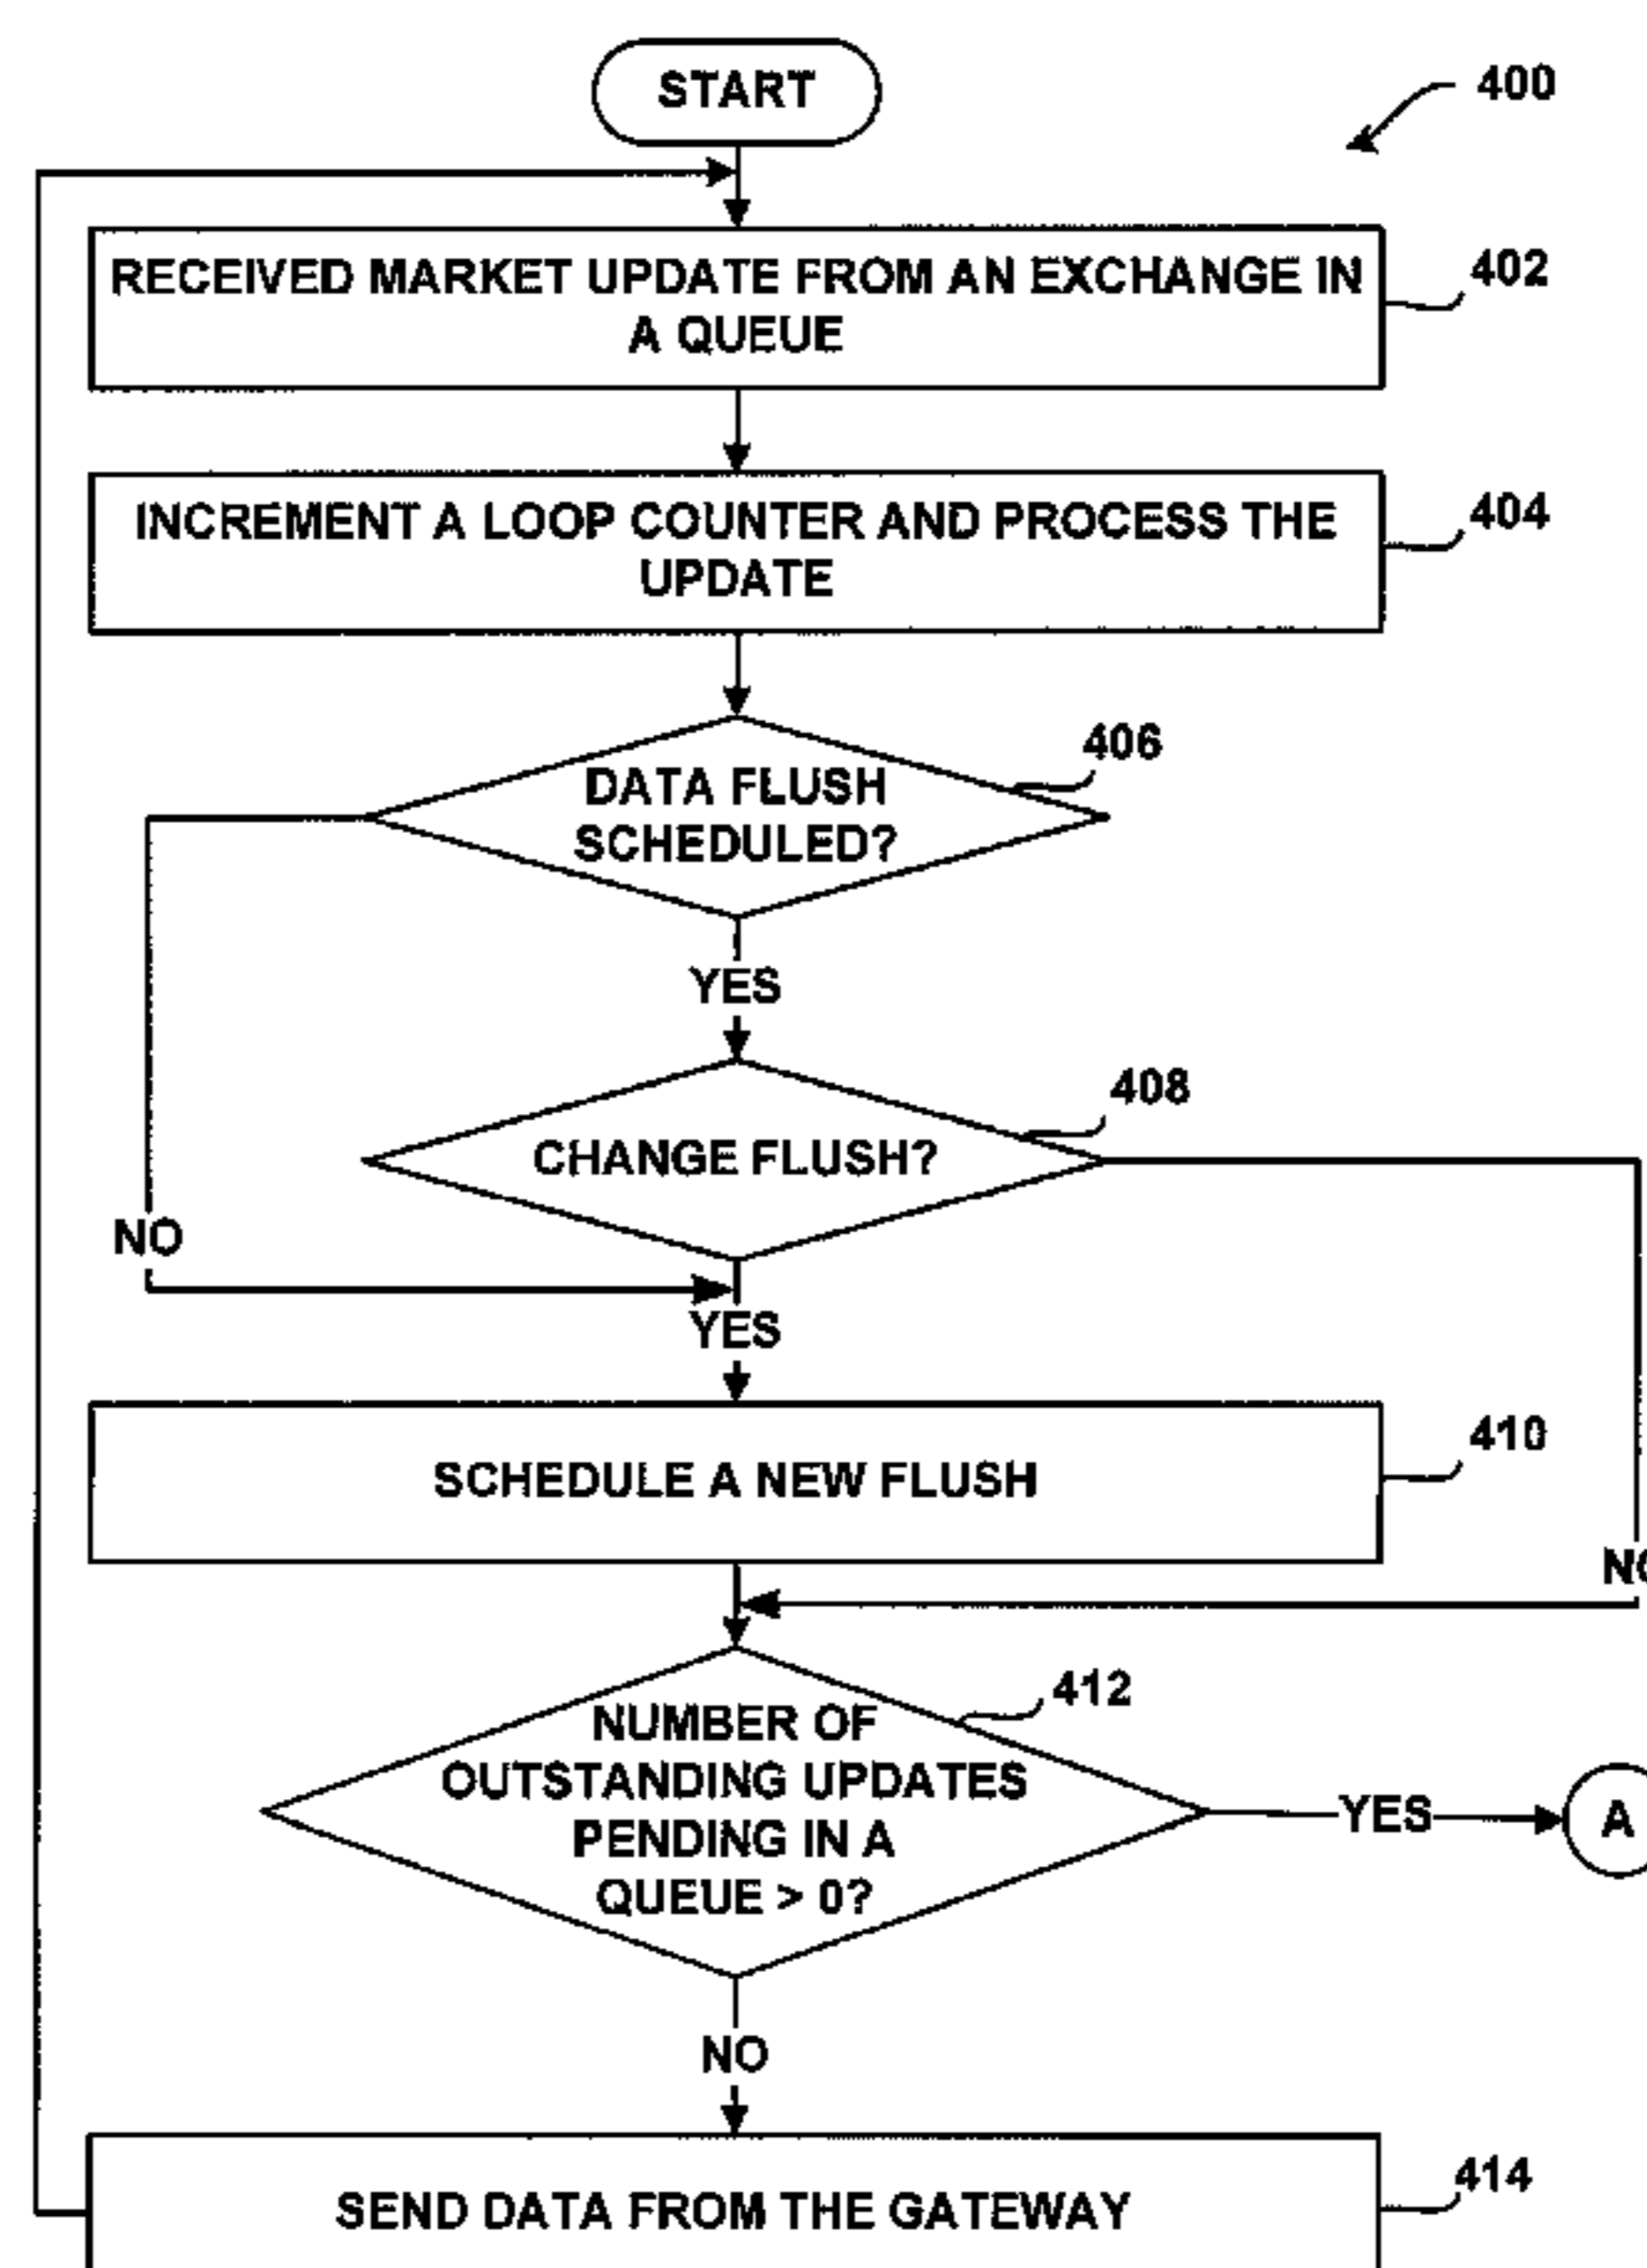 START
400
RECEIVED MARKET UPDATE FROM AN EXCHANGE IN
A QUEUE
402
INCREMENT A LOOP COUNTER AND PROCESS THE
UPDATE
404
406
DATA FLUSH
SCHEDULED?
YES
408
CHANGE FLUSH?
NO
YES
410
SCHEDULE A NEW FLUSH
412
NUMBER OF
OUTSTANDING UPDATES
PENDING IN A
QUEUE > 0?
YES
A
NO
414
SEND DATA FROM THE GATEWAY